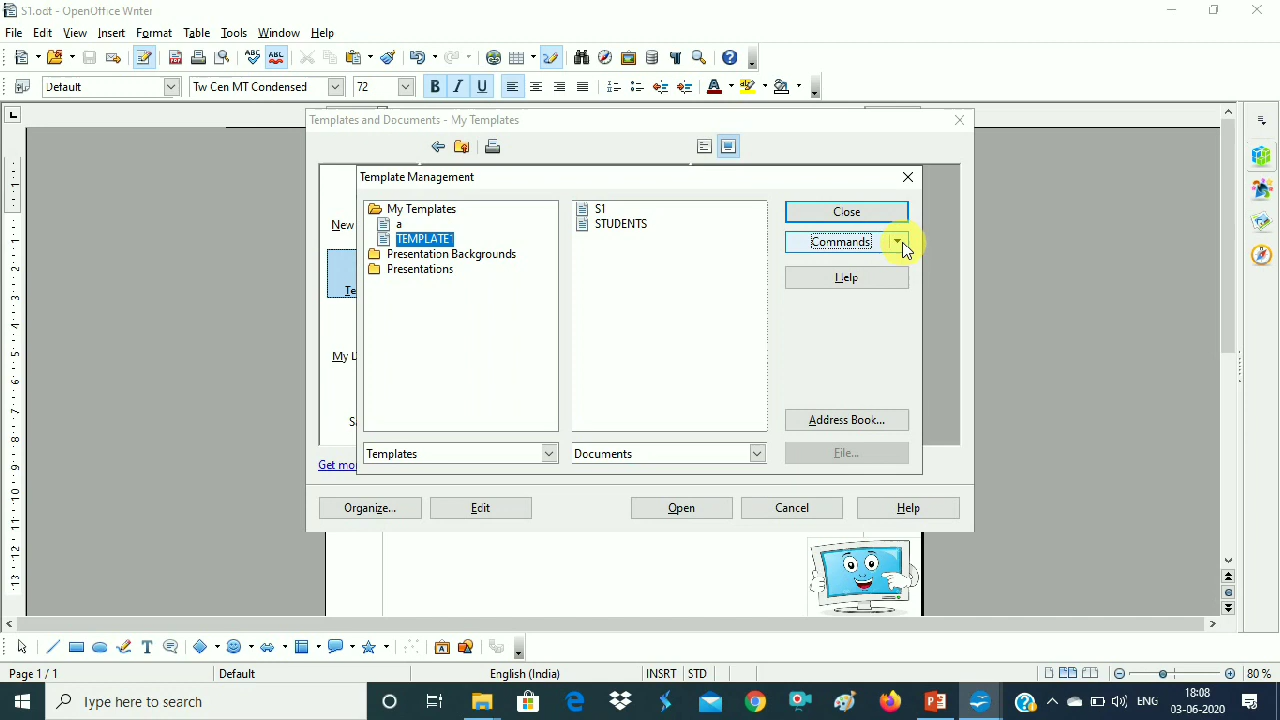 S1.odt - OpenOffice Writer
File Edit View Insert Format Table Tools Window Help
Default
Tw Cen MT Condensed
72
Templates and Documents - My Templates
Template Management
My Templates
a
TEMPLATE1
Presentation Backgrounds
Presentations
S1
STUDENTS
Close
Commands
Help
Address Book...
File...
Templates
Documents
New
Te
My
Get mo
Organize...
Edit
Open
Cancel
Help
Page 1 / 1
Default
English (India)
INSRT
STD
80 %
Type here to search
ENG
18:08
03-06-2020